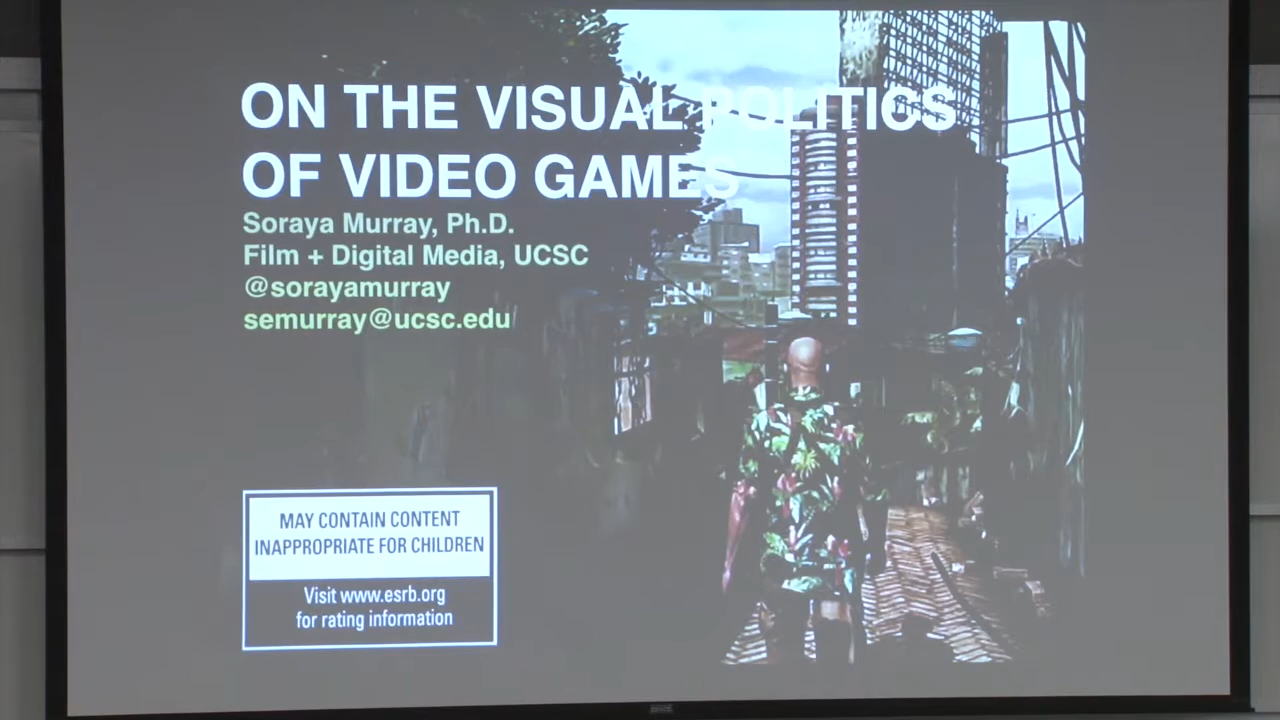 ON THE VISUAL POLITICS
OF VIDEO GAMES
Soraya Murray, Ph.D.
Film + Digital Media, UCSC
@sorayamurray
semurray@ucsc.edu
MAY CONTAIN CONTENT
INAPPROPRIATE FOR CHILDREN
Visit www.esrb.org
for rating information